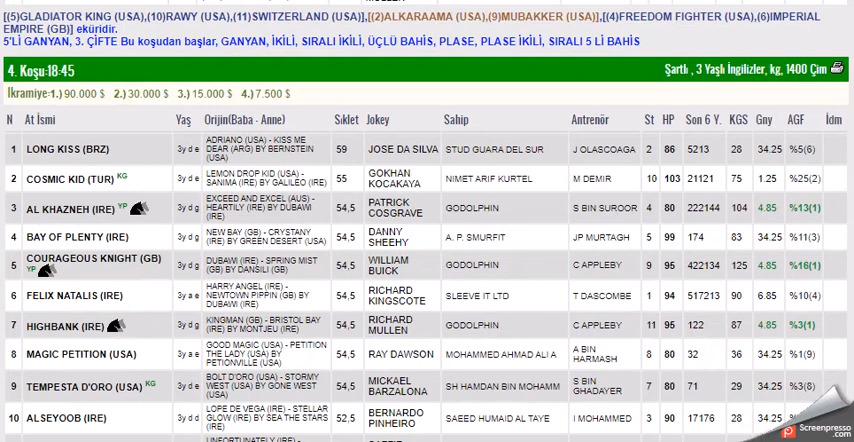 [(5)GLADIATOR KING (USA),(10)RAWY (USA),(11)SWITZERLAND (USA)],[(2)ALKARAAMA (USA),(9)MUBAKKER (USA)],[(4)FREEDOM FIGHTER (USA),(6)IMPERIAL
EMPIRE (GB)] eküridir.
5'Lİ GANYAN, 3. ÇİFTE Bu koşudan başlar, GANYAN, İKİLİ, SIRALI İKİLİ, ÜÇLÜ BAHİS, PLASE, PLASE İKİLİ, SIRALI 5 Lİ BAHİS
4. Koşu:18:45 Şartlı , 3 Yaşlı İngilizler, kg, 1400 Çim
İkramiye:1.) 90.000 $ 2.) 30.000 $ 3.) 15.000 $ 4.) 7.500 $
N At İsmi Yaş Orijin(Baba - Anne) Sıklet Jokey Sahip Antrenör St HP Son 6 Y. KGS Gny AGF İdm
1 LONG KISS (BRZ) 3y d e ADRIANO (USA) - KISS ME DEAR (ARG) BY BERNSTEIN (USA) 59 JOSE DA SILVA STUD GUARA DEL SUR J OLASCOAGA 2 86 5213 28 34.25 %5(6)
2 COSMIC KID (TUR) KG 3y d e LEMON DROP KID (USA) - SANIMA (IRE) BY GALILEO (IRE) 55 GOKHAN KOCAKAYA NIMET ARIF KURTEL M DEMIR 10 103 21121 75 1.25 %25(2)
3 AL KHAZNEH (IRE) YP 3y d g EXCEED AND EXCEL (AUS) - HEARTILY (IRE) BY DUBAWI (IRE) 54,5 PATRICK COSGRAVE GODOLPHIN S BIN SUROOR 4 80 222144 104 4.85 %13(1)
4 BAY OF PLENTY (IRE) 3y d g NEW BAY (GB) - CRYSTANY (IRE) BY GREEN DESERT (USA) 54,5 DANNY SHEEHY A. P. SMURFIT JP MURTAGH 5 99 174 83 34.25 %11(3)
5 COURAGEOUS KNIGHT (GB) YP 3y d g DUBAWI (IRE) - SPRING MIST (GB) BY DANSILI (GB) 54,5 WILLIAM BUICK GODOLPHIN C APPLEBY 9 95 422134 125 4.85 %16(1)
6 FELIX NATALIS (IRE) 3y a e HARRY ANGEL (IRE) - NEWTOWN PIPPIN (GB) BY DUBAWI (IRE) 54,5 RICHARD KINGSCOTE SLEEVE IT LTD T DASCOMBE 1 94 517213 90 6.85 %10(4)
7 HIGHBANK (IRE) 3y d g KINGMAN (GB) - BRISTOL BAY (IRE) BY MONTJEU (IRE) 54,5 RICHARD MULLEN GODOLPHIN C APPLEBY 11 95 122 87 4.85 %3(1)
8 MAGIC PETITION (USA) 3y a e GOOD MAGIC (USA) - PETITION THE LADY (USA) BY PETIONVILLE (USA) 54,5 RAY DAWSON MOHAMMED AHMAD ALI A A BIN HARMASH 8 80 32 36 34.25 %1(9)
9 TEMPESTA D'ORO (USA) KG 3y d e BOLT D'ORO (USA) - STORMY WEST (USA) BY GONE WEST (USA) 54,5 MICKAEL BARZALONA SH HAMDAN BIN MOHAMM S BIN GHADAYER 7 80 71 29 34.25 %3(8)
10 ALSEYOOB (IRE) 3y d d LOPE DE VEGA (IRE) - STELLAR GLOW (IRE) BY SEA THE STARS (IRE) 52,5 BERNARDO PINHEIRO SAEED HUMAID AL TAYE I MOHAMMED 3 90 17176 28 34.25
Screenpresso
.com